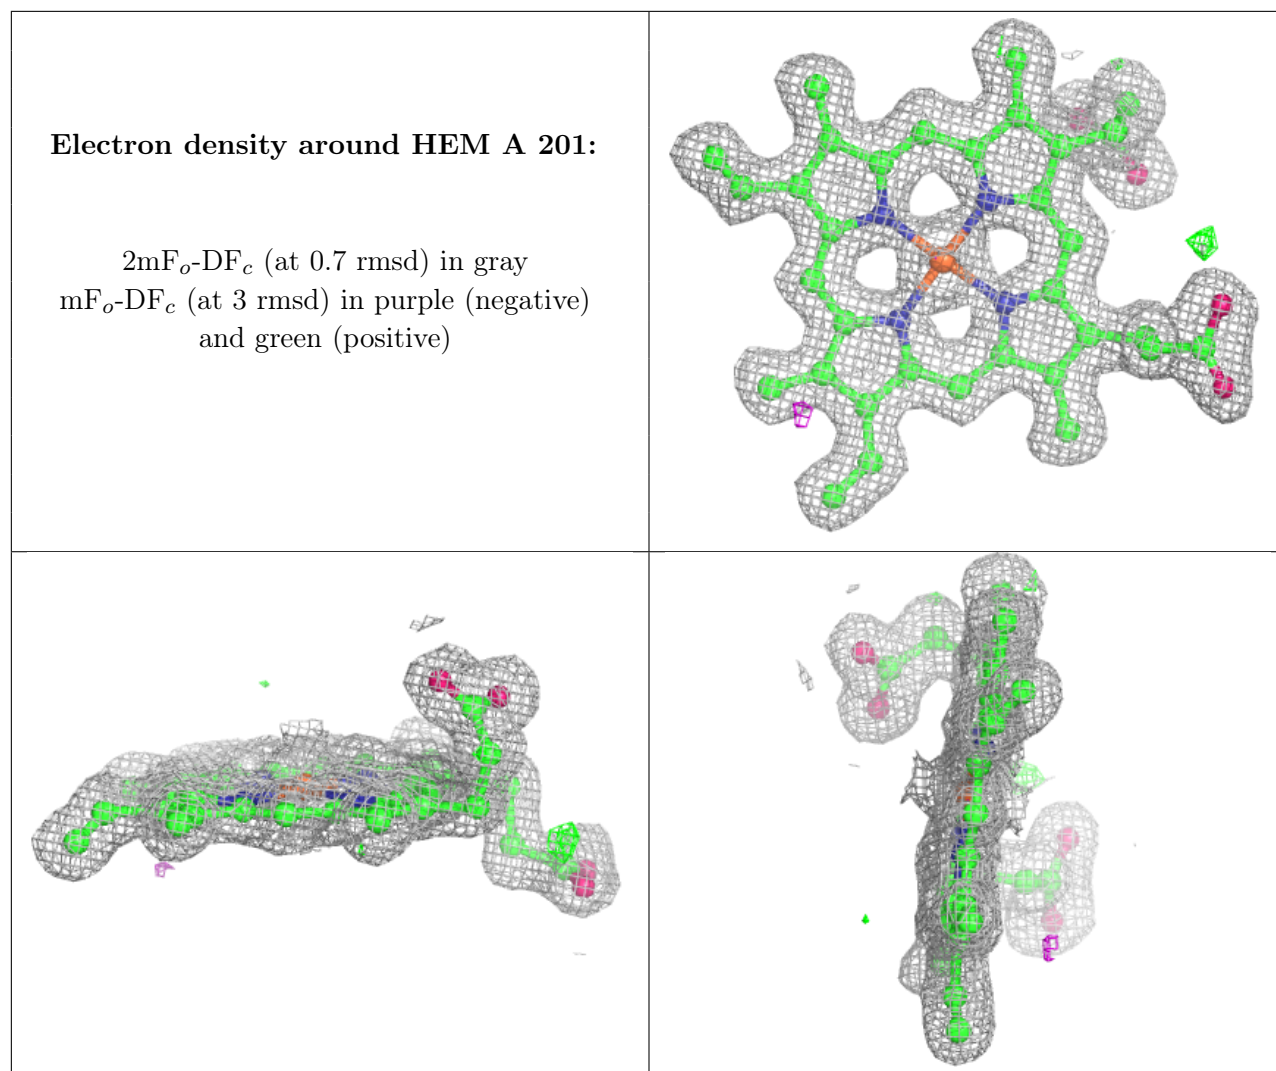 Electron density around HEM A 201:
2mFₒ-DF𝒸 (at 0.7 rmsd) in gray
mFₒ-DF𝒸 (at 3 rmsd) in purple (negative)
and green (positive)